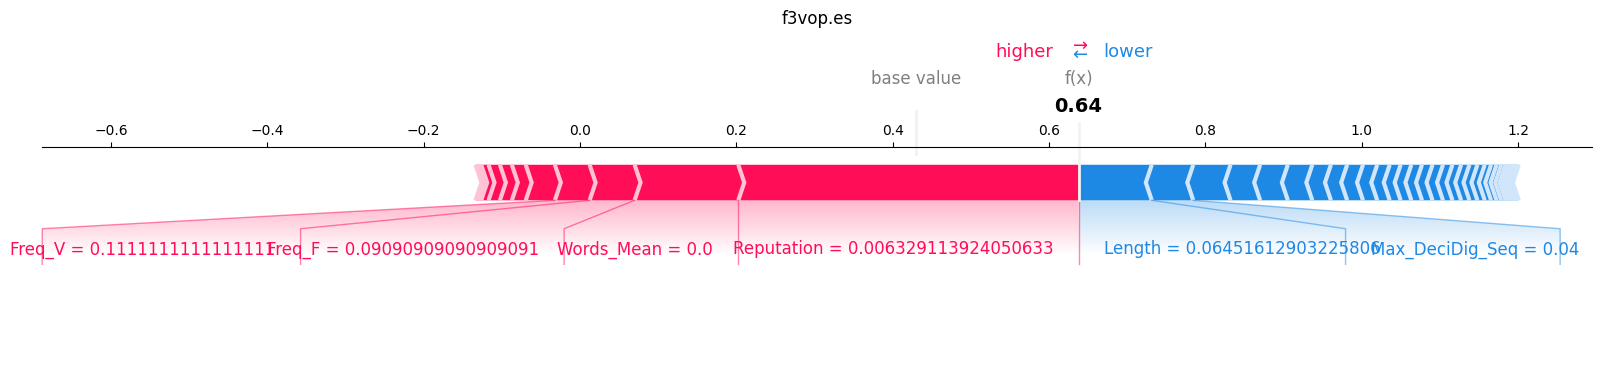 f3vop.es
higher ⇄ lower
base value f(x)
0.64
−0.6 −0.4 −0.2 0.0 0.2 0.4 0.6 0.8 1.0 1.2
Freq_V = 0.1111111111111111 Freq_F = 0.09090909090909091 Words_Mean = 0.0 Reputation = 0.006329113924050633 Length = 0.06451612903225806 Max_DeciDig_Seq = 0.04